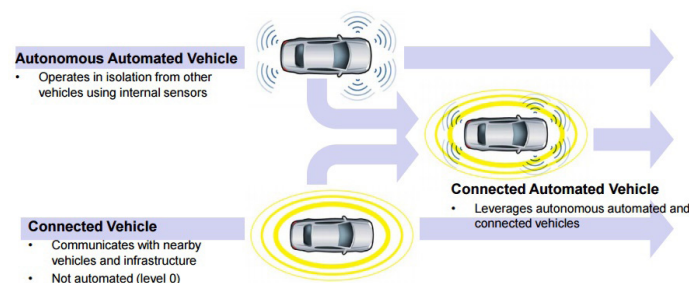 Autonomous Automated Vehicle
• Operates in isolation from other
vehicles using internal sensors
Connected Automated Vehicle
• Leverages autonomous automated and
connected vehicles
Connected Vehicle
• Communicates with nearby
vehicles and infrastructure
• Not automated (level 0)